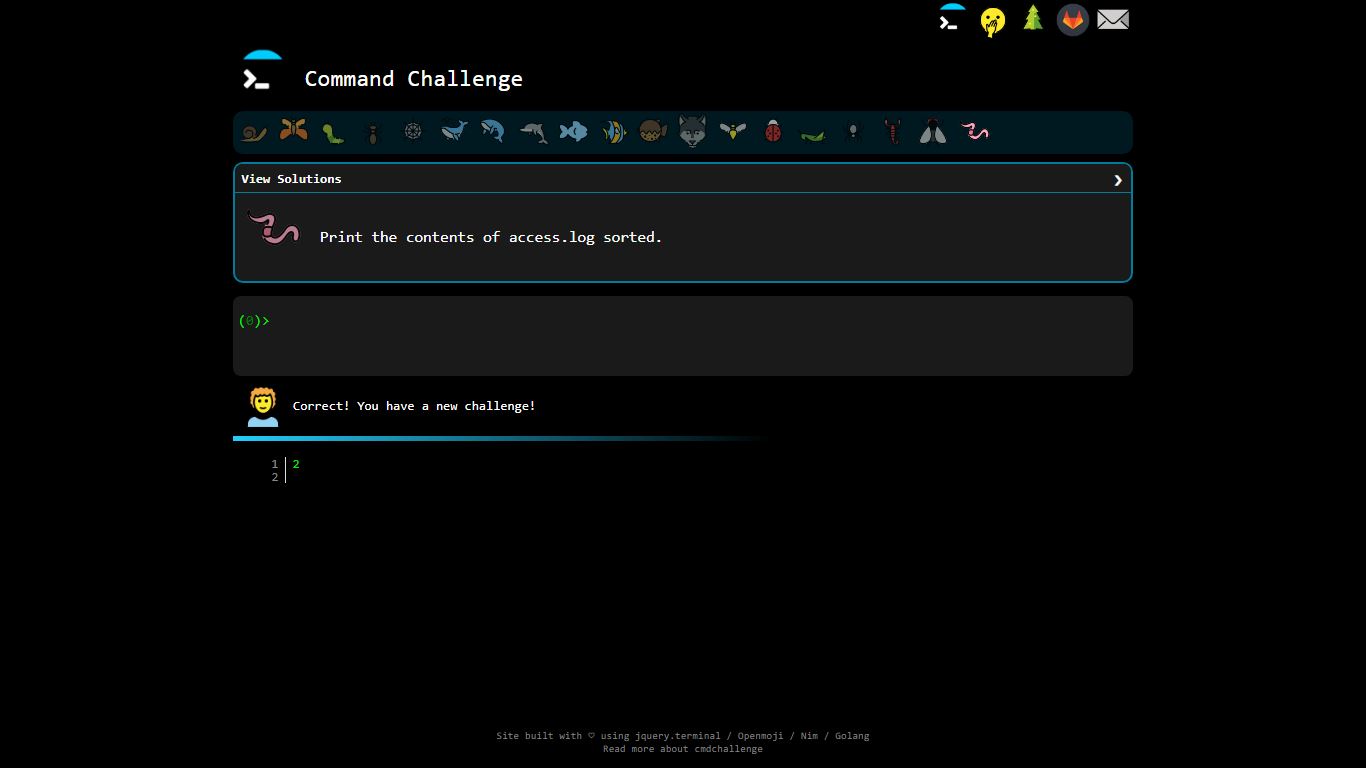 Command Challenge
View Solutions
Print the contents of access.log sorted.
(0)>
Correct! You have a new challenge!
1 2
2
Site built with ♡ using jquery.terminal / Openmoji / Nim / Golang
Read more about cmdchallenge